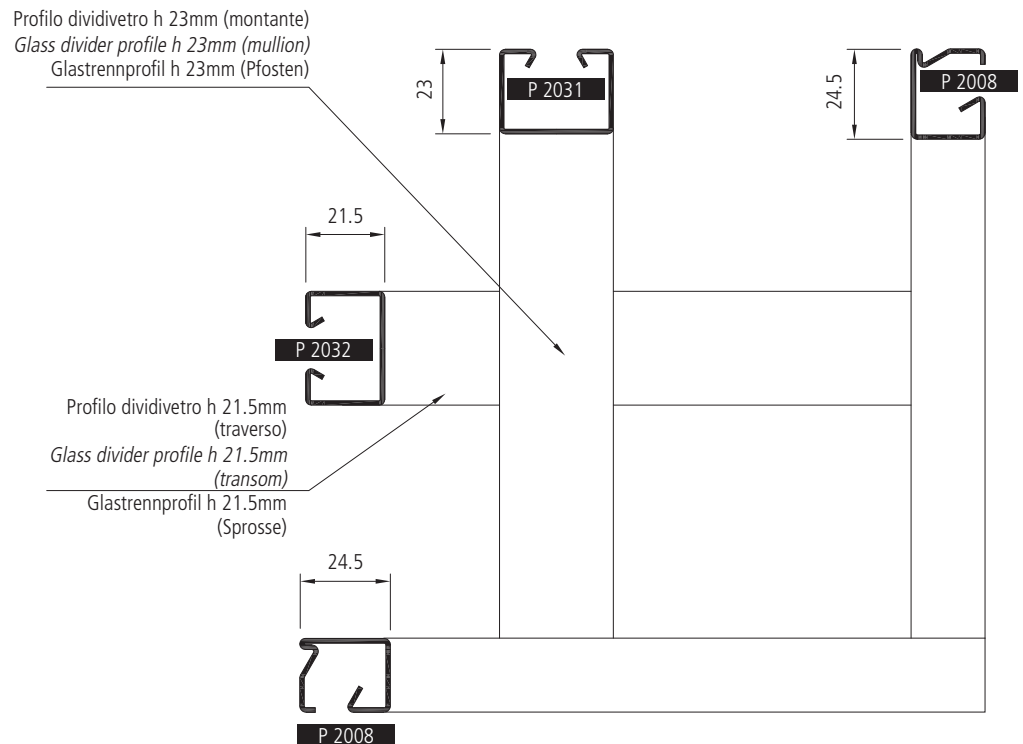 Profilo dividivetro h 23mm (montante)
Glass divider profile h 23mm (mullion)
Glastrennprofil h 23mm (Pfosten)
23
P 2031
24.5
P 2008
21.5
P 2032
Profilo dividivetro h 21.5mm
(traverso)
Glass divider profile h 21.5mm
(transom)
Glastrennprofil h 21.5mm
(Sprosse)
24.5
P 2008